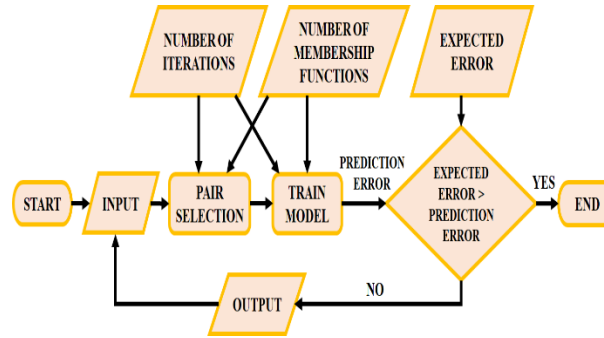 NUMBER OF
ITERATIONS
NUMBER OF
MEMBERSHIP
FUNCTIONS
EXPECTED
ERROR
START
INPUT
PAIR
SELECTION
TRAIN
MODEL
PREDICTION
ERROR
EXPECTED
ERROR >
PREDICTION
ERROR
YES
END
OUTPUT
NO